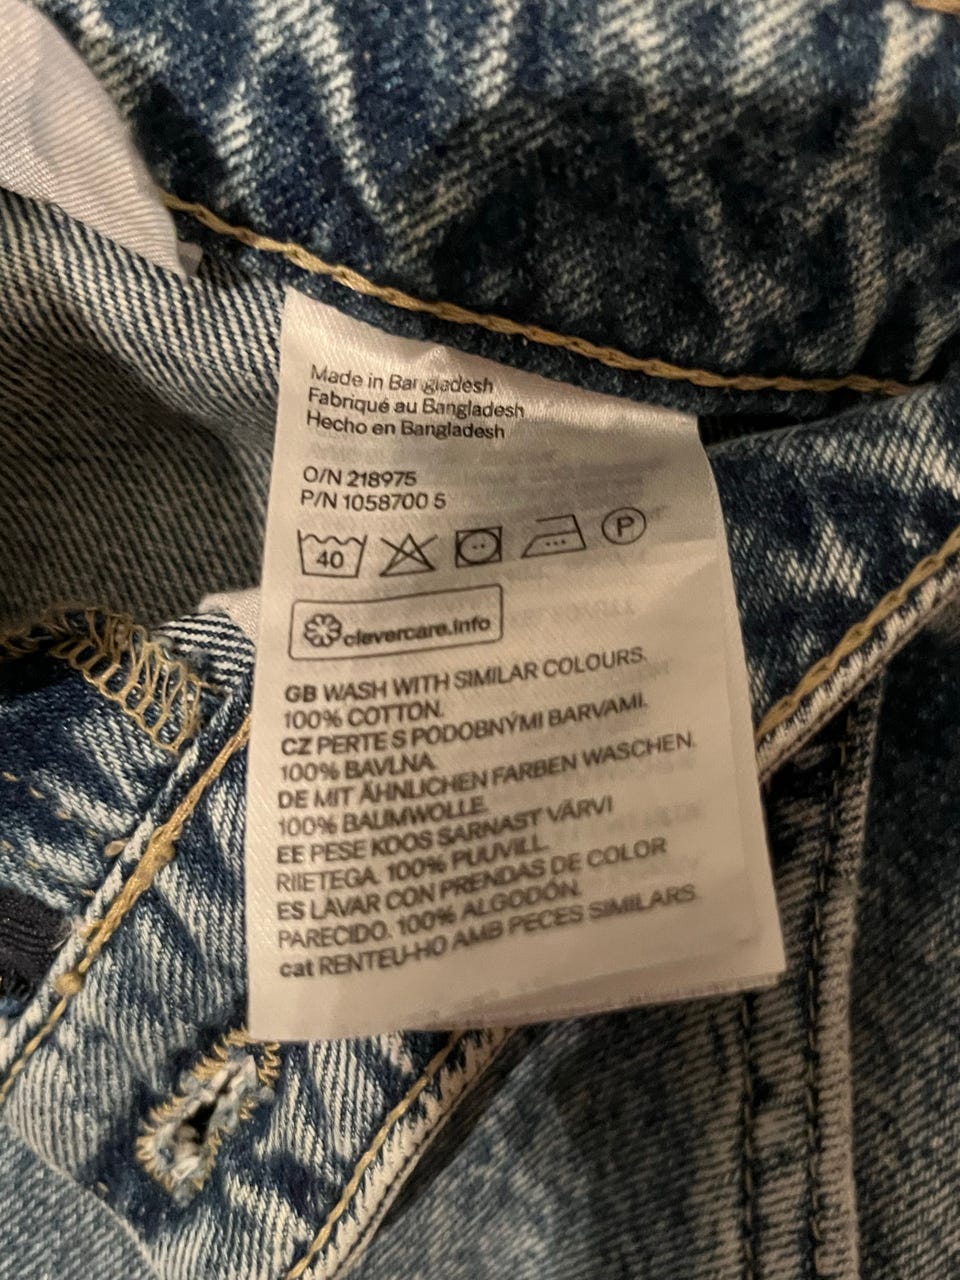 Made in Bangladesh
Fabriqué au Bangladesh
Hecho en Bangladesh
O/N 218975
P/N 1058700 5
40 P
clevercare.info
GB WASH WITH SIMILAR COLOURS.
100% COTTON.
CZ PERTE S PODOBNÝMI BARVAMI.
100% BAVLNA.
DE MIT ÄHNLICHEN FARBEN WASCHEN.
100% BAUMWOLLE.
EE PESE KOOS SARNAST VÄRVI
RIIETEGA. 100% PUUVILL.
ES LAVAR CON PRENDAS DE COLOR
PARECIDO. 100% ALGODÓN.
cat RENTEU-HO AMB PECES SIMILARS.